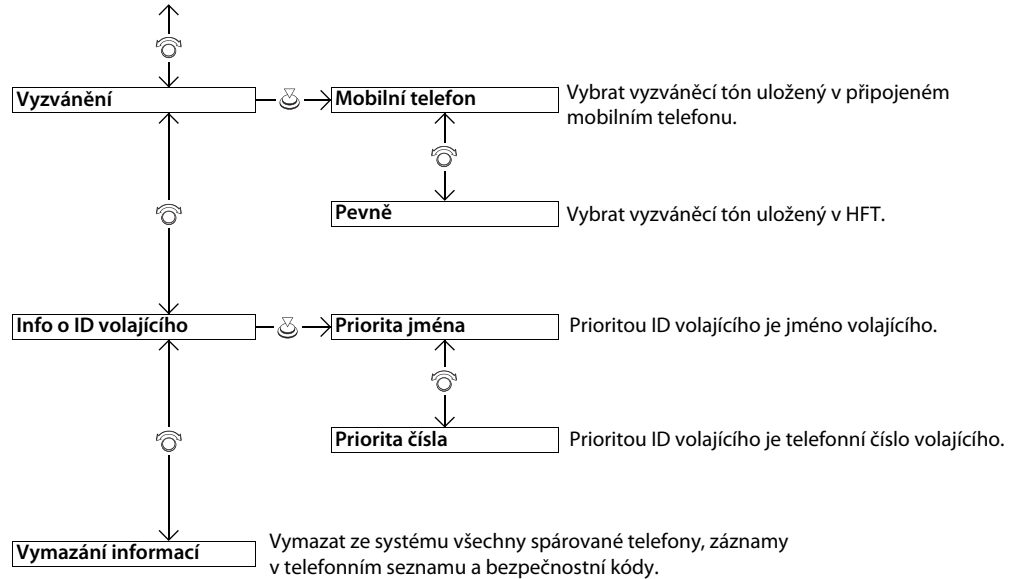 Vyzvánění
Mobilní telefon
Vybrat vyzváněcí tón uložený v připojeném
mobilním telefonu.
Pevně
Vybrat vyzváněcí tón uložený v HFT.
Info o ID volajícího
Priorita jména
Prioritou ID volajícího je jméno volajícího.
Priorita čísla
Prioritou ID volajícího je telefonní číslo volajícího.
Vymazání informací
Vymazat ze systému všechny spárované telefony, záznamy
v telefonním seznamu a bezpečnostní kódy.